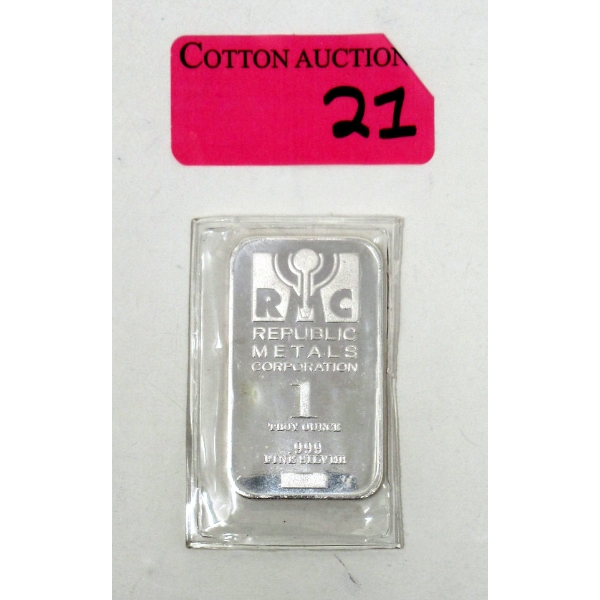 COTTON AUCTION
21
RMC
REPUBLIC
METALS
CORPORATION
1
TROY OUNCE
.999
FINE SILVER